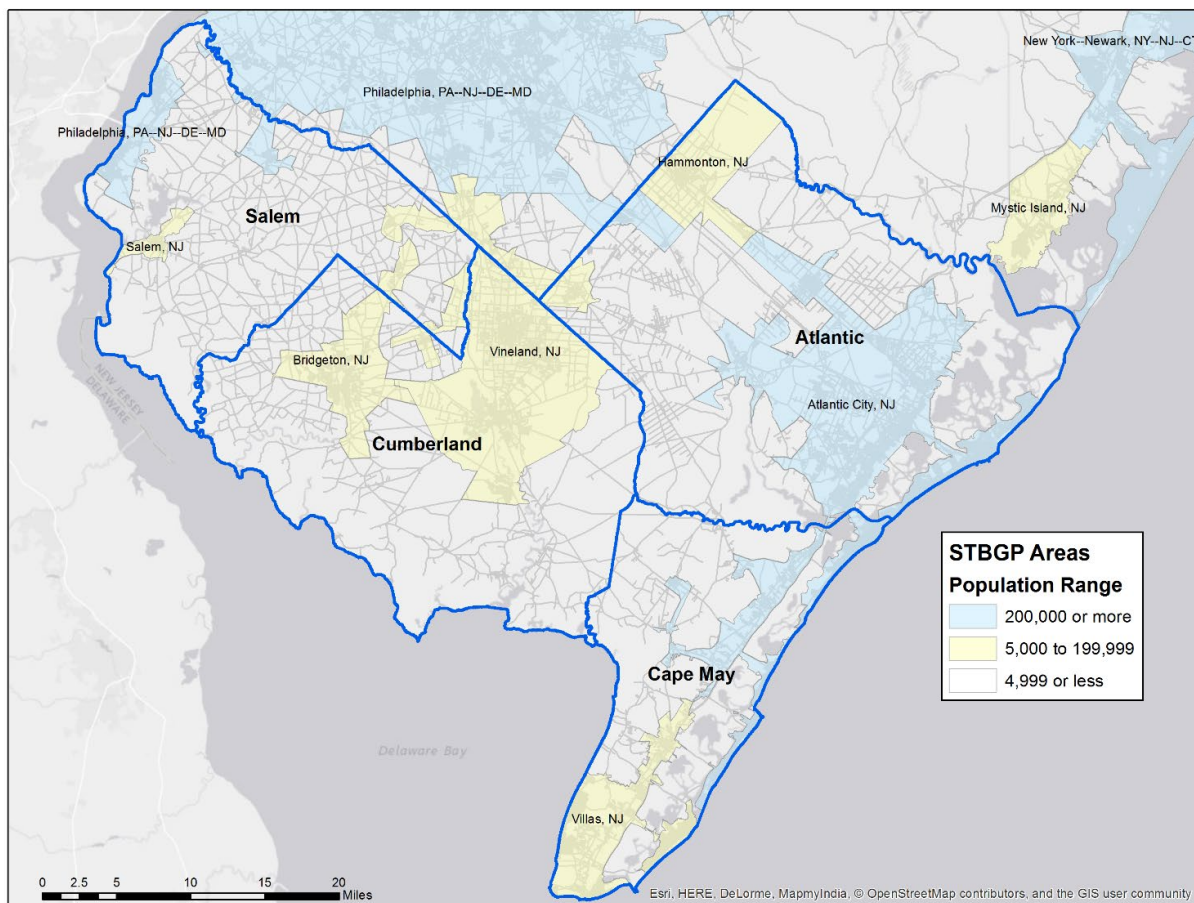 New York--Newark, NY--NJ--CT
Philadelphia, PA--NJ--DE--MD
Philadelphia, PA--NJ--DE--MD
Hammonton, NJ
Mystic Island, NJ
Salem
Salem, NJ
Atlantic
Bridgeton, NJ
Vineland, NJ
NEW JERSEY
DELAWARE
Atlantic City, NJ
Cumberland
STBGP Areas
Population Range
200,000 or more
5,000 to 199,999
4,999 or less
Cape May
Delaware Bay
Villas, NJ
0 2.5 5 10 15 20
Miles
Esri, HERE, DeLorme, MapmyIndia, © OpenStreetMap contributors, and the GIS user community